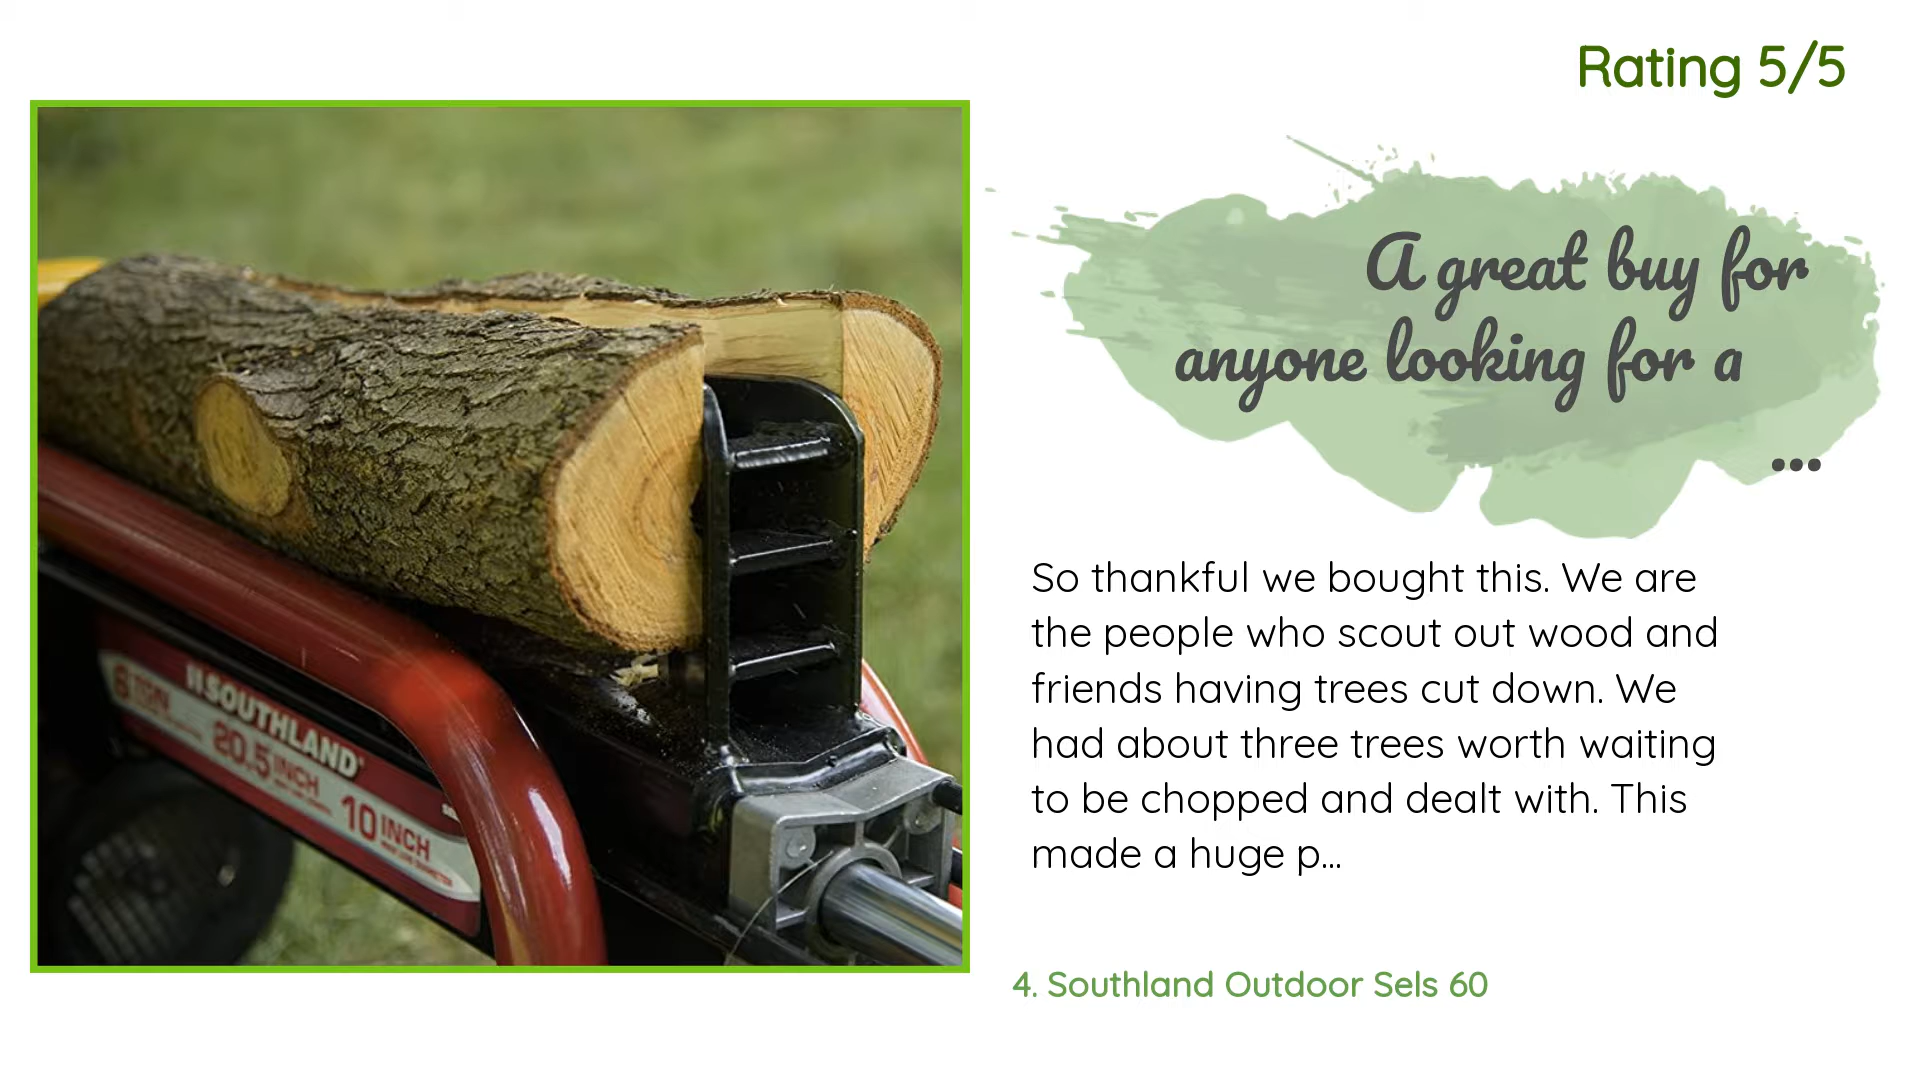 Rating 5/5
A great buy for
anyone looking for a
...
So thankful we bought this. We are
the people who scout out wood and
friends having trees cut down. We
had about three trees worth waiting
to be chopped and dealt with. This
made a huge p...
4. Southland Outdoor Sels 60
SOUTHLAND
6 TON
20.5 INCH
10 INCH